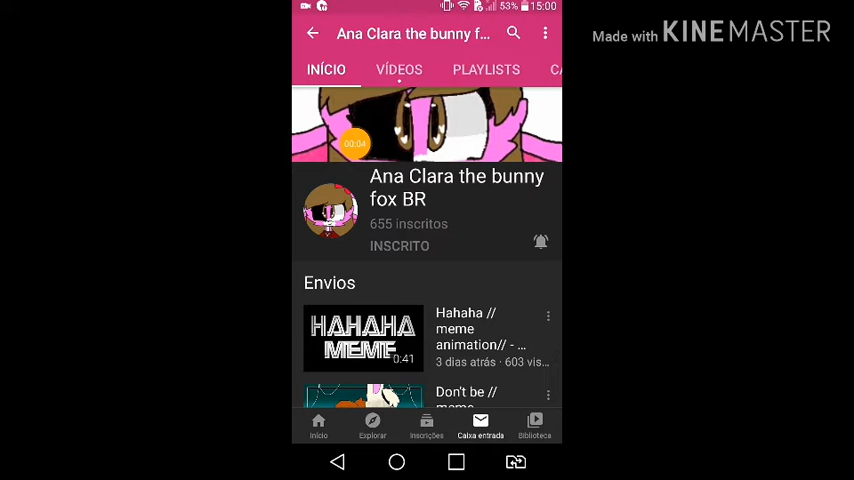 53% 15:00
Made with KINEMASTER
Ana Clara the bunny f...
INÍCIO VÍDEOS PLAYLISTS CA
00:04
Ana Clara the bunny
fox BR
655 inscritos
INSCRITO
Envios
HAHAHA
MEME
0:41
Hahaha //
meme
animation// - ...
3 dias atrás · 603 vis...
Don't be //
meme
Início Explorar Inscrições Caixa entrada Biblioteca